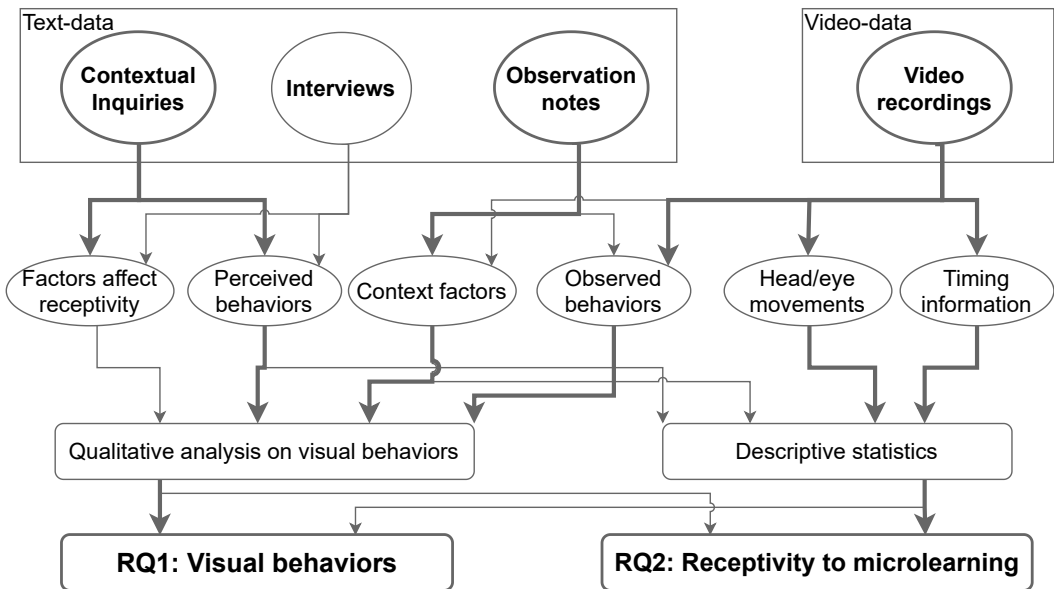 Text-data
Video-data
Contextual
Inquiries
Interviews
Observation
notes
Video
recordings
Factors affect
receptivity
Perceived
behaviors
Context factors
Observed
behaviors
Head/eye
movements
Timing
information
Qualitative analysis on visual behaviors
Descriptive statistics
RQ1: Visual behaviors
RQ2: Receptivity to microlearning